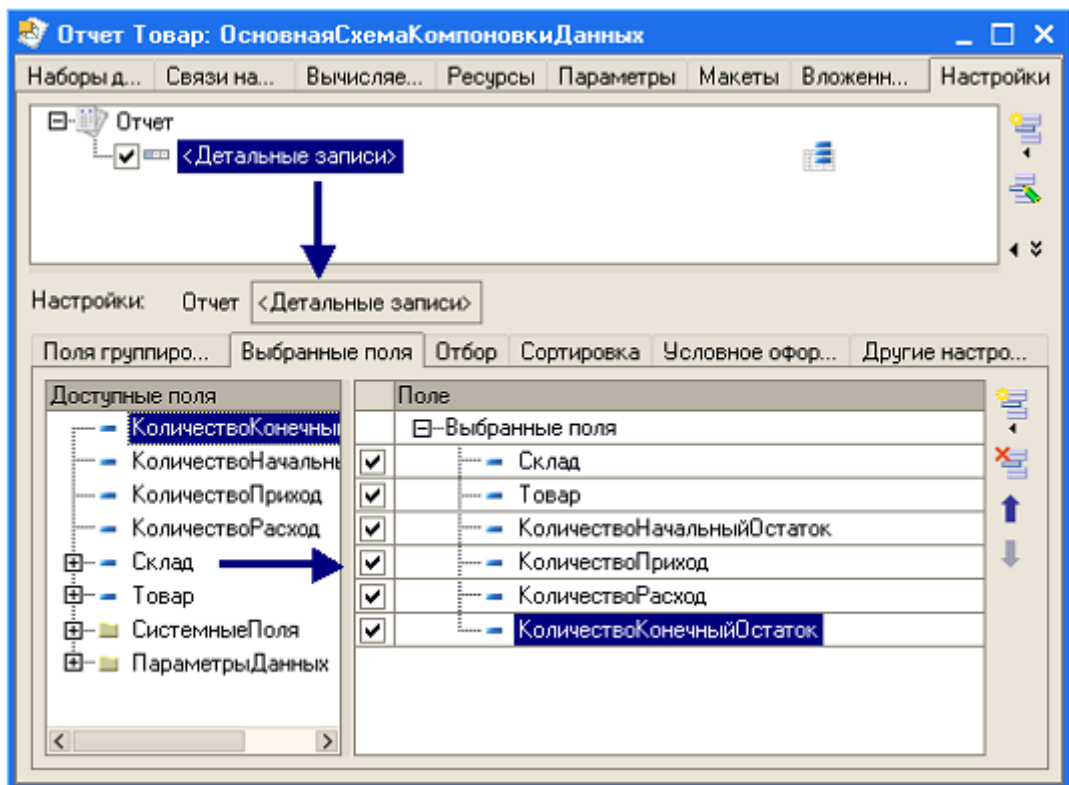 Отчет Товар: ОсновнаяСхемаКомпоновкиДанных
Наборы д... Связи на... Вычисляе... Ресурсы Параметры Макеты Вложенн... Настройки
Отчет
<Детальные записи>
Настройки: Отчет <Детальные записи>
Поля группиро... Выбранные поля Отбор Сортировка Условное офор... Другие настро...
Доступные поля Поле
КоличествоКонечны Выбранные поля
КоличествоНачальн Склад
КоличествоПриход Товар
КоличествоРасход КоличествоНачальныйОстаток
Склад КоличествоПриход
Товар КоличествоРасход
СистемныеПоля КоличествоКонечныйОстаток
ПараметрыДанных